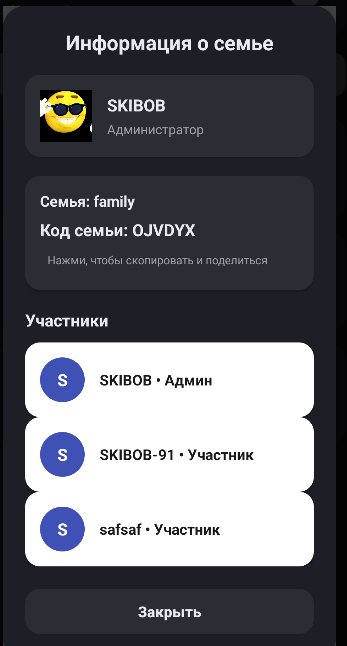 Информация о семье
SKIBOB
Администратор
Семья: family
Код семьи: OJVDYX
Нажми, чтобы скопировать и поделиться
Участники
S
SKIBOB • Админ
S
SKIBOB-91 • Участник
S
safsaf • Участник
Закрыть